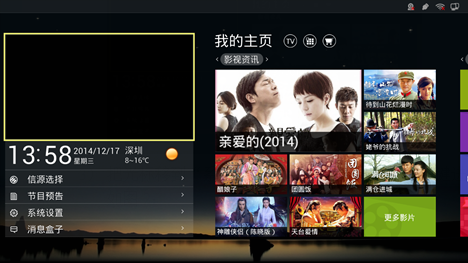 我的主页
TV
影视资讯
亲爱的(2014)
待到山花烂漫时
姥爷的抗战
醋娘子
团圆饭
满仓进城
神雕侠侣（陈晓版）
天台爱情
更多影片
13:58
2014/12/17
星期三
深圳
8~16℃
信源选择
节目预告
系统设置
消息盒子